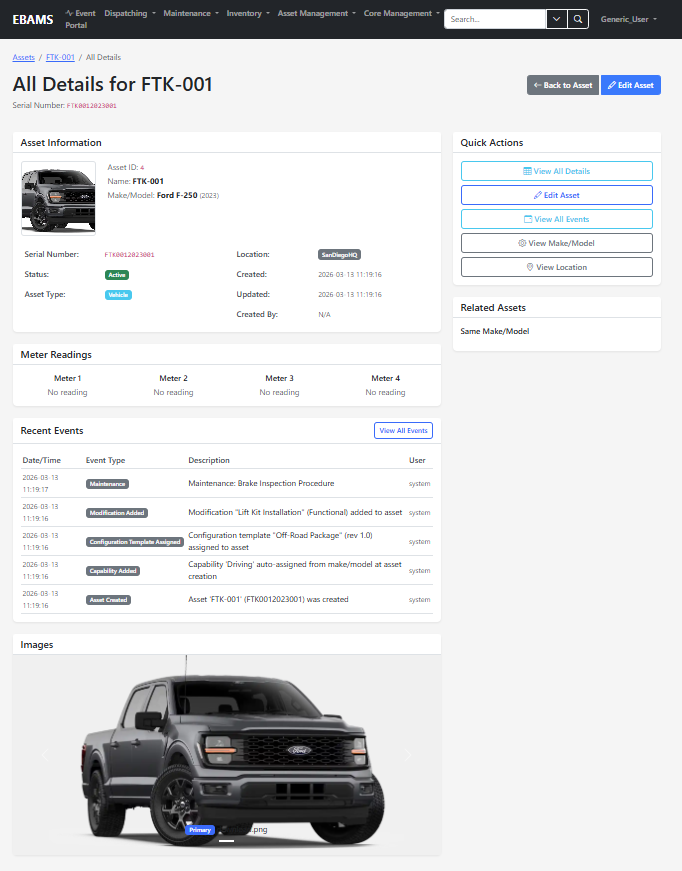 EBAMS
Event Portal
Dispatching
Maintenance
Inventory
Asset Management
Core Management
Search...
Generic_User
Assets / FTK-001 / All Details
All Details for FTK-001
Serial Number: FTK0012023001
Back to Asset
Edit Asset
Asset Information
Asset ID: 4
Name: FTK-001
Make/Model: Ford F-250 (2023)
Serial Number: FTK0012023001
Location: SanDiegoHQ
Status: Active
Created: 2026-03-13 11:19:16
Asset Type: Vehicle
Updated: 2026-03-13 11:19:16
Created By: N/A
Quick Actions
View All Details
Edit Asset
View All Events
View Make/Model
View Location
Related Assets
Same Make/Model
Meter Readings
Meter 1 Meter 2 Meter 3 Meter 4
No reading No reading No reading No reading
Recent Events
View All Events
Date/Time Event Type Description User
2026-03-13 11:19:17 Maintenance Maintenance: Brake Inspection Procedure system
2026-03-13 11:19:16 Modification Added Modification "Lift Kit Installation" (Functional) added to asset system
2026-03-13 11:19:16 Configuration Template Assigned Configuration template "Off-Road Package" (rev 1.0) assigned to asset system
2026-03-13 11:19:16 Capability Added Capability 'Driving' auto-assigned from make/model at asset creation system
2026-03-13 11:19:16 Asset Created Asset 'FTK-001' (FTK0012023001) was created system
Images
Ford
Primary
.png